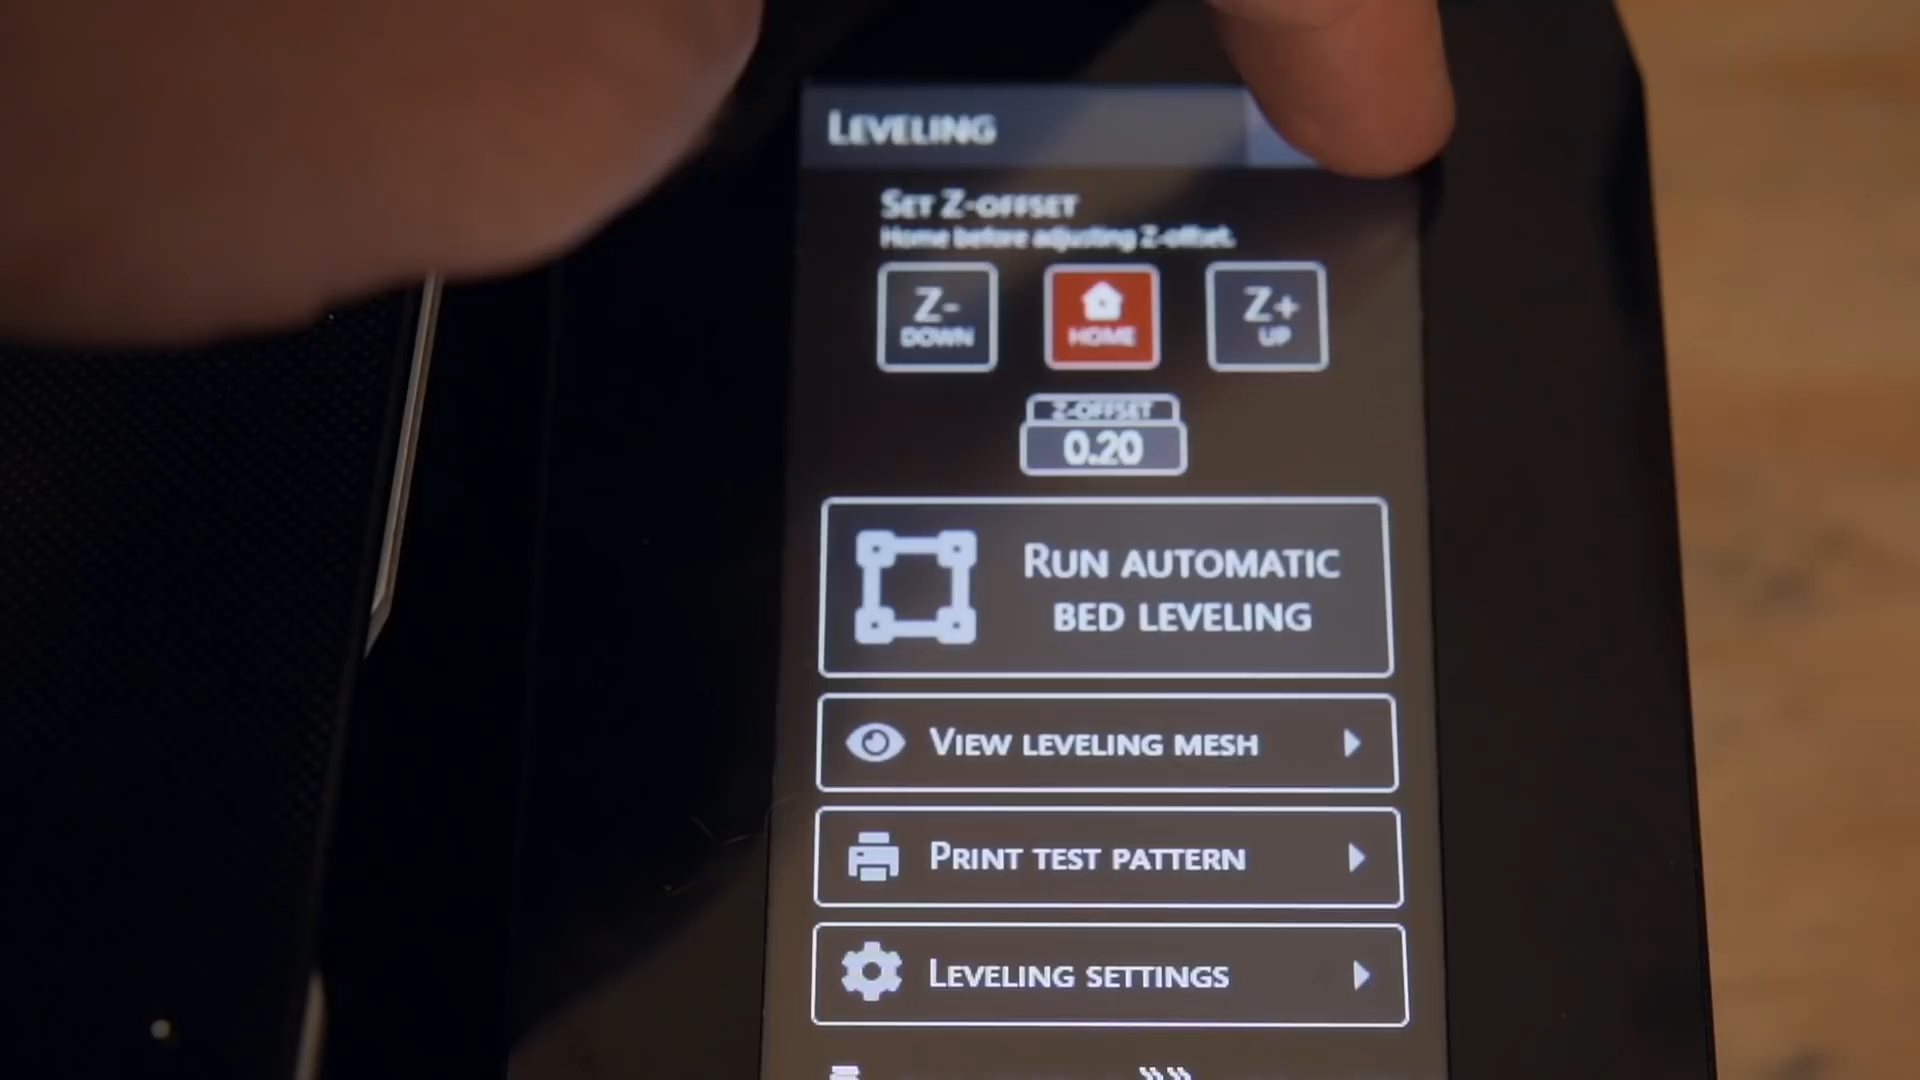 LEVELING
SET Z-OFFSET
Home before adjusting Z-offset.
Z-
DOWN
HOME
Z+
UP
Z-OFFSET
0.20
RUN AUTOMATIC
BED LEVELING
VIEW LEVELING MESH
PRINT TEST PATTERN
LEVELING SETTINGS